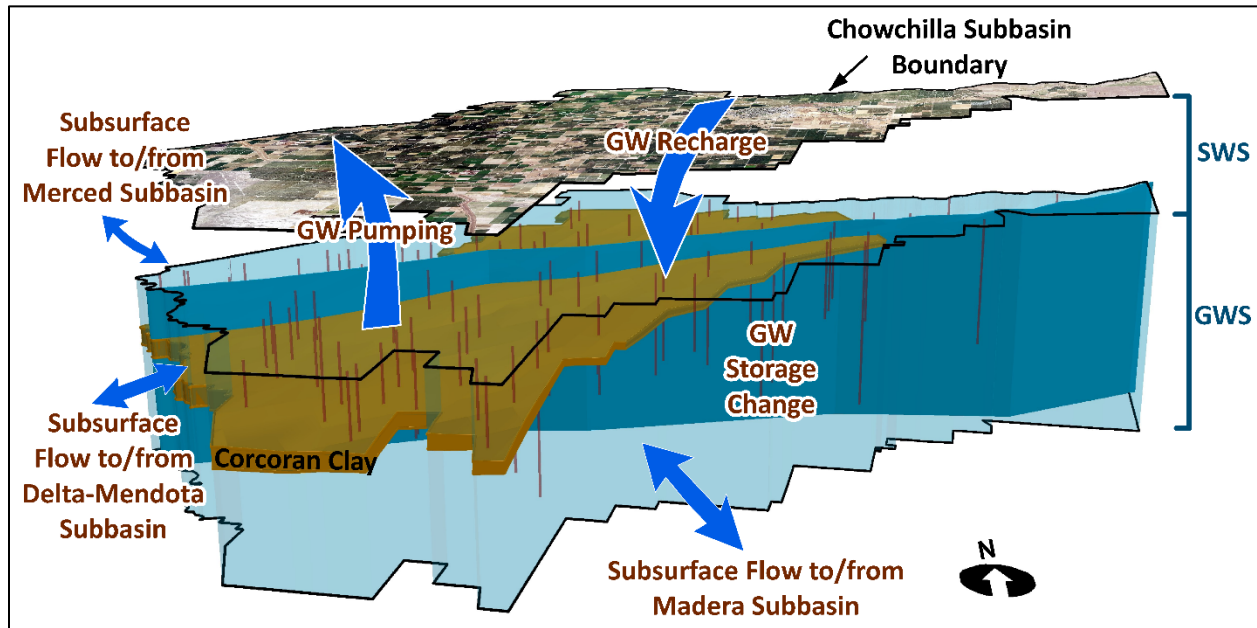 Chowchilla Subbasin
Boundary
Subsurface
Flow to/from
Merced Subbasin
GW Recharge
SWS
GW Pumping
GWS
GW
Storage
Change
Subsurface
Flow to/from
Delta-Mendota
Subbasin
Corcoran Clay
Subsurface Flow to/from
Madera Subbasin
N